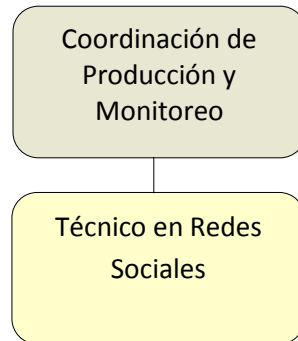 Coordinación de
Producción y
Monitoreo
Técnico en Redes
Sociales